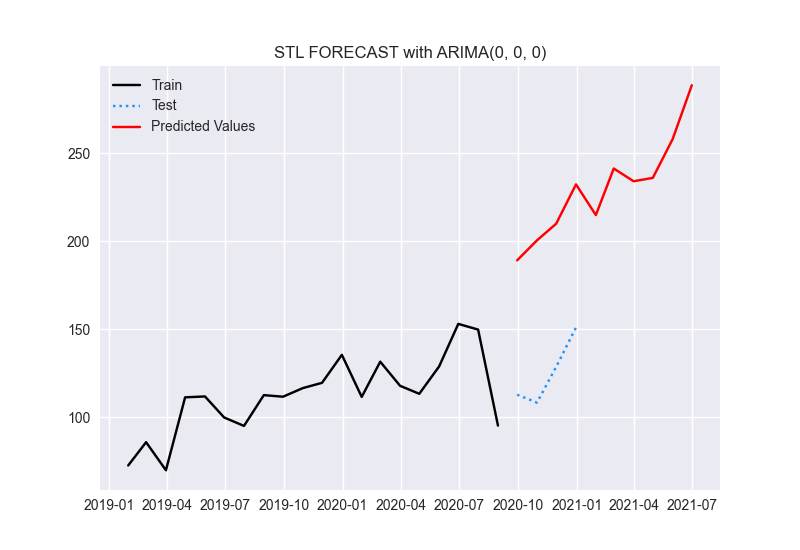 STL FORECAST with ARIMA(0, 0, 0)
Train
Test
Predicted Values
250
200
150
100
2019-01 2019-04 2019-07 2019-10 2020-01 2020-04 2020-07 2020-10 2021-01 2021-04 2021-07